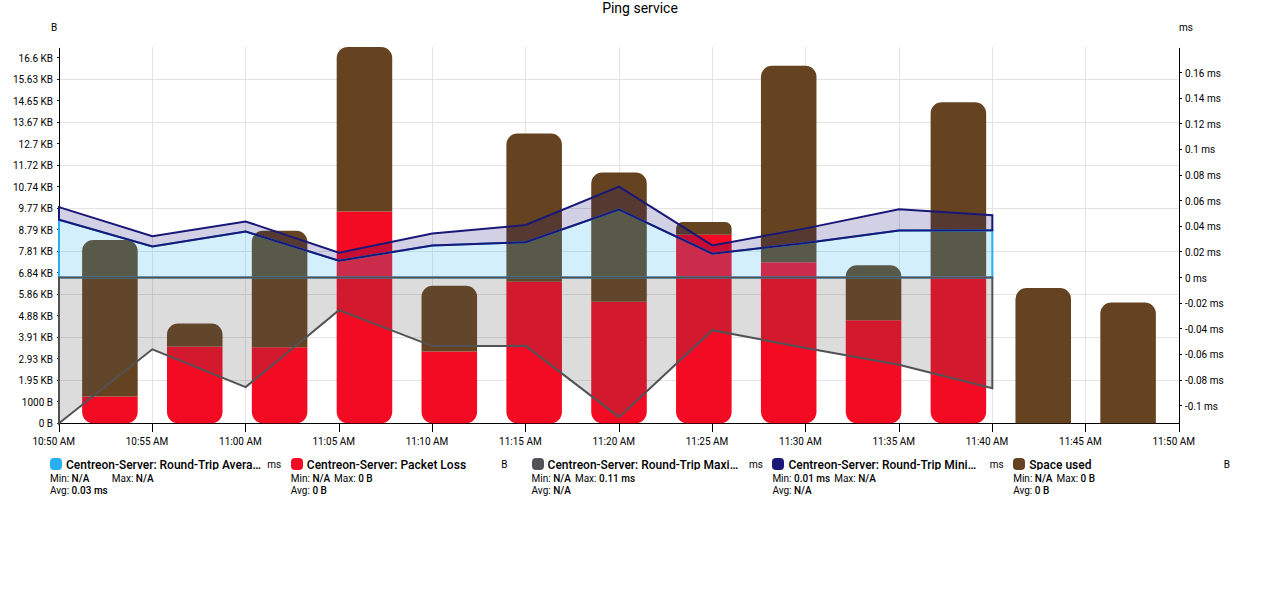 Ping service
B
ms
16.6 KB
15.63 KB
14.65 KB
13.67 KB
12.7 KB
11.72 KB
10.74 KB
9.77 KB
8.79 KB
7.81 KB
6.84 KB
5.86 KB
4.88 KB
3.91 KB
2.93 KB
1.95 KB
1000 B
0 B
0.16 ms
0.14 ms
0.12 ms
0.1 ms
0.08 ms
0.06 ms
0.04 ms
0.02 ms
0 ms
-0.02 ms
-0.04 ms
-0.06 ms
-0.08 ms
-0.1 ms
10:50 AM 10:55 AM 11:00 AM 11:05 AM 11:10 AM 11:15 AM 11:20 AM 11:25 AM 11:30 AM 11:35 AM 11:40 AM 11:45 AM 11:50 AM
Centreon-Server: Round-Trip Avera... ms
Min: N/A Max: N/A
Avg: 0.03 ms
Centreon-Server: Packet Loss B
Min: N/A Max: 0 B
Avg: 0 B
Centreon-Server: Round-Trip Maxi... ms
Min: N/A Max: 0.11 ms
Avg: N/A
Centreon-Server: Round-Trip Mini... ms
Min: 0.01 ms Max: N/A
Avg: N/A
Space used B
Min: N/A Max: 0 B
Avg: 0 B